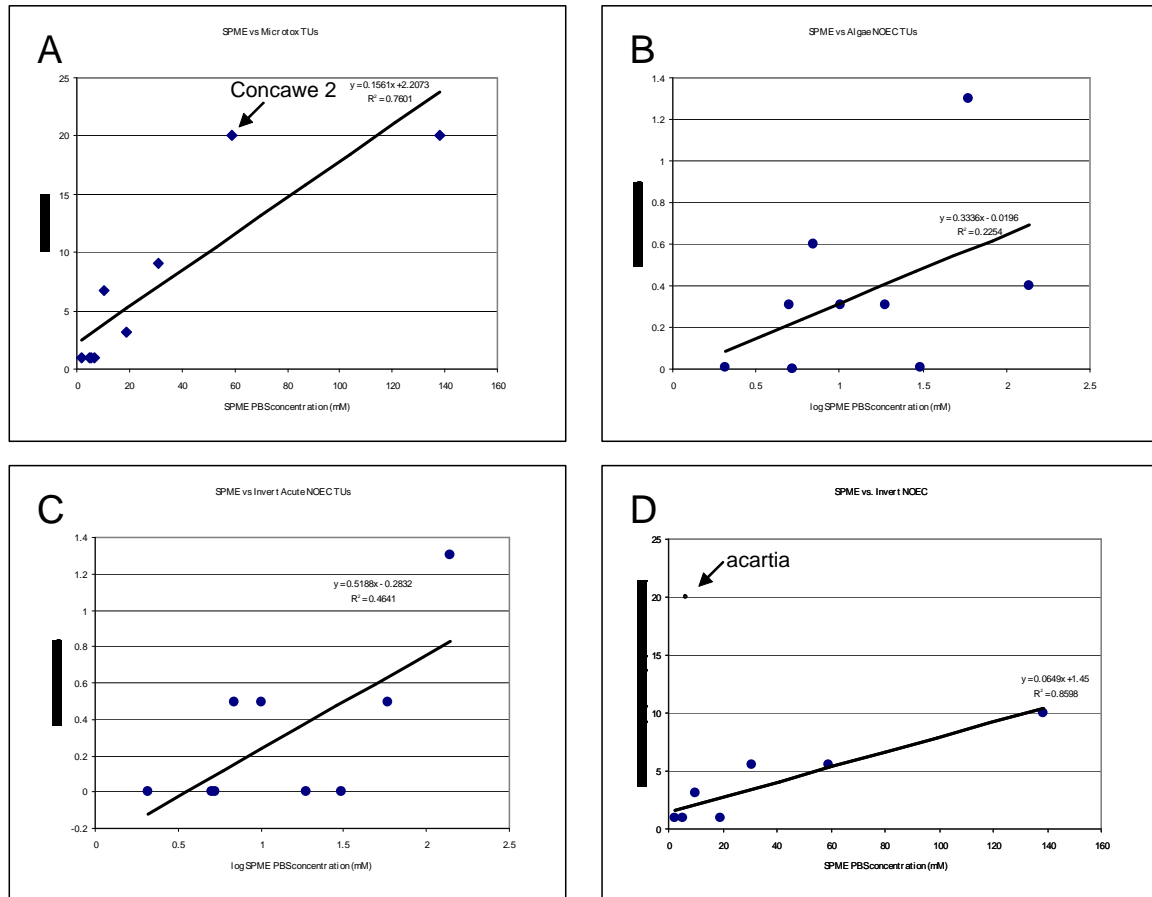 A
SPME vs Microtox TUs
Concawe 2
y = 0.1561x + 2.2073
R² = 0.7601
25
20
15
10
5
0
0 20 40 60 80 100 120 140 160
SPME PBS concentration (mM)
B
SPME vs Algae NOEC TUs
1.4
1.2
1
0.8
0.6
0.4
0.2
0
y = 0.3336x - 0.0196
R² = 0.2254
0 0.5 1 1.5 2 2.5
log SPME PBS concentration (mM)
C
SPME vs Invert Acute NOEC TUs
1.4
1.2
1
0.8
0.6
0.4
0.2
0
-0.2
y = 0.5188x - 0.2832
R² = 0.4641
0 0.5 1 1.5 2 2.5
log SPME PBS concentration (mM)
D
SPME vs. Invert NOEC
acartia
25
20
15
10
5
0
y = 0.0649x + 1.45
R² = 0.8598
0 20 40 60 80 100 120 140 160
SPME PBS concentration (mM)